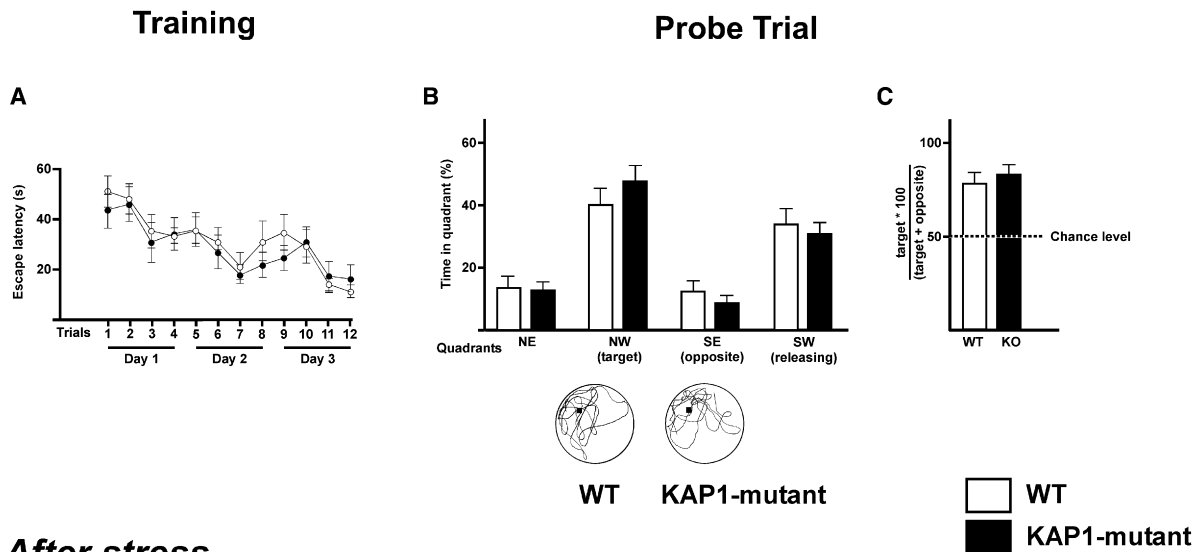 Training
Probe Trial
A
B
C
Escape latency (s)
60
40
20
Trials
1 2 3 4 5 6 7 8 9 10 11 12
Day 1 Day 2 Day 3
Time in quadrant (%)
60
40
20
Quadrants
NE
NW
(target)
SE
(opposite)
SW
(releasing)
target * 100
(target + opposite)
100
50
Chance level
WT KO
WT
KAP1-mutant
WT
KAP1-mutant
After stress